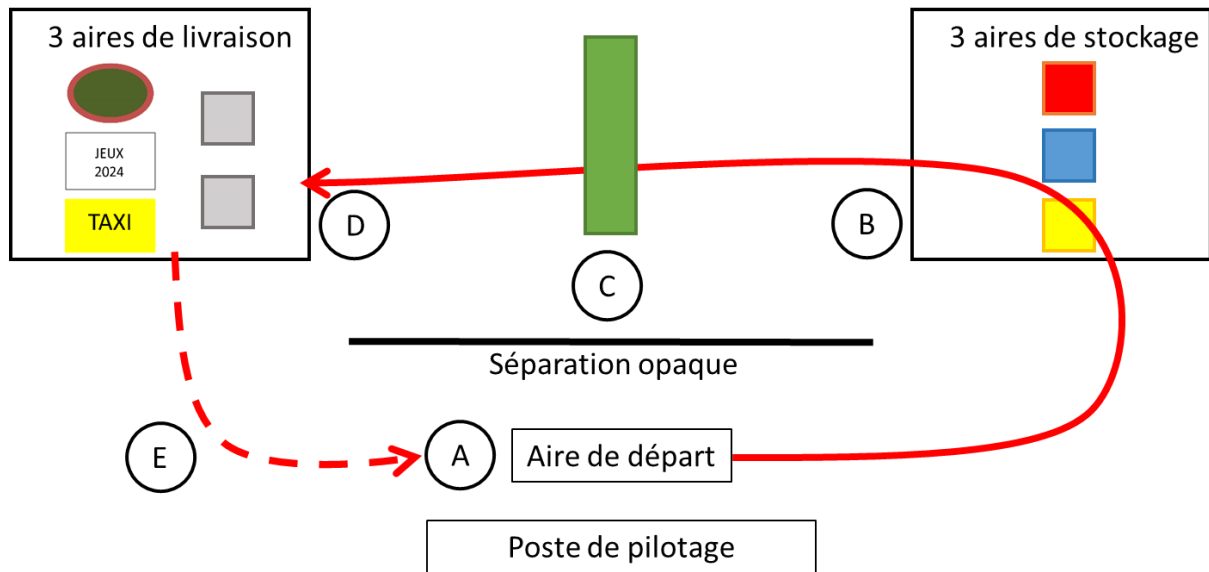 3 aires de livraison
3 aires de stockage
JEUX
2024
TAXI
D
B
C
Séparation opaque
E
A
Aire de départ
Poste de pilotage